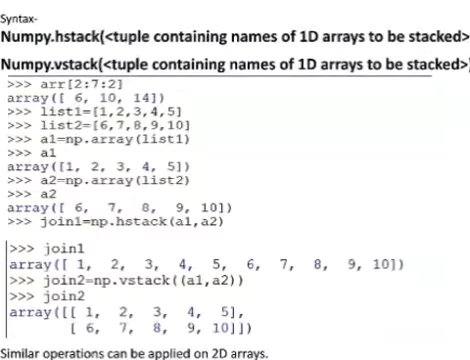 Syntax-
Numpy.hstack(<tuple containing names of 1D arrays to be stacked>
Numpy.vstack(<tuple containing names of 1D arrays to be stacked>)
>>> arr[2:7:2]
array([ 6, 10, 14])
>>> list1=[1,2,3,4,5]
>>> list2=[6,7,8,9,10]
>>> a1=np.array(list1)
>>> a1
array([1, 2, 3, 4, 5])
>>> a2=np.array(list2)
>>> a2
array([ 6, 7, 8, 9, 10])
>>> join1=np.hstack(a1,a2)
>>> join1
array([ 1, 2, 3, 4, 5, 6, 7, 8, 9, 10])
>>> join2=np.vstack((a1,a2))
>>> join2
array([[ 1, 2, 3, 4, 5],
[ 6, 7, 8, 9, 10]])
Similar operations can be applied on 2D arrays.